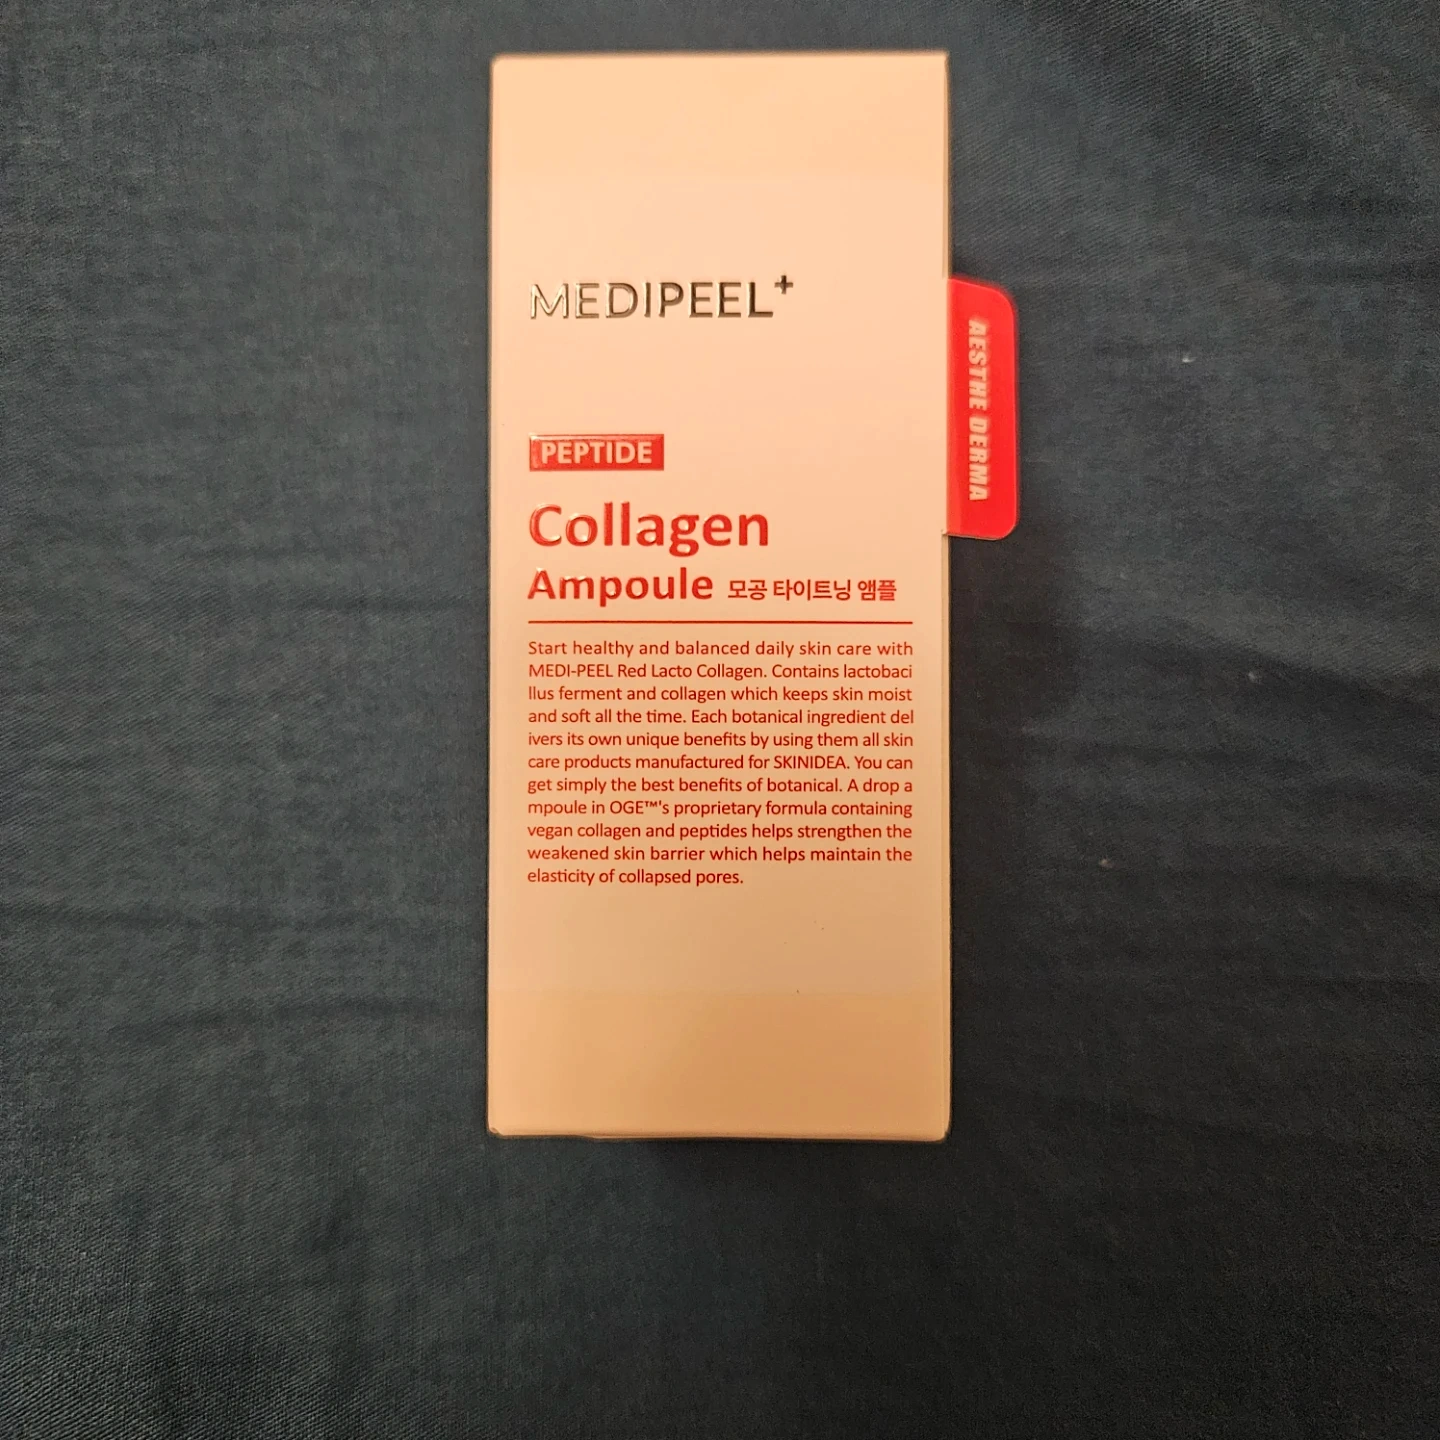 MEDIPEEL+
AESTHE DERMA
PEPTIDE
Collagen
Ampoule 모공 타이트닝 앰플
Start healthy and balanced daily skin care with
MEDI-PEEL Red Lacto Collagen. Contains lactobaci
llus ferment and collagen which keeps skin moist
and soft all the time. Each botanical ingredient del
ivers its own unique benefits by using them all skin
care products manufactured for SKINIDEA. You can
get simply the best benefits of botanical. A drop a
mpoule in OGE™'s proprietary formula containing
vegan collagen and peptides helps strengthen the
weakened skin barrier which helps maintain the
elasticity of collapsed pores.